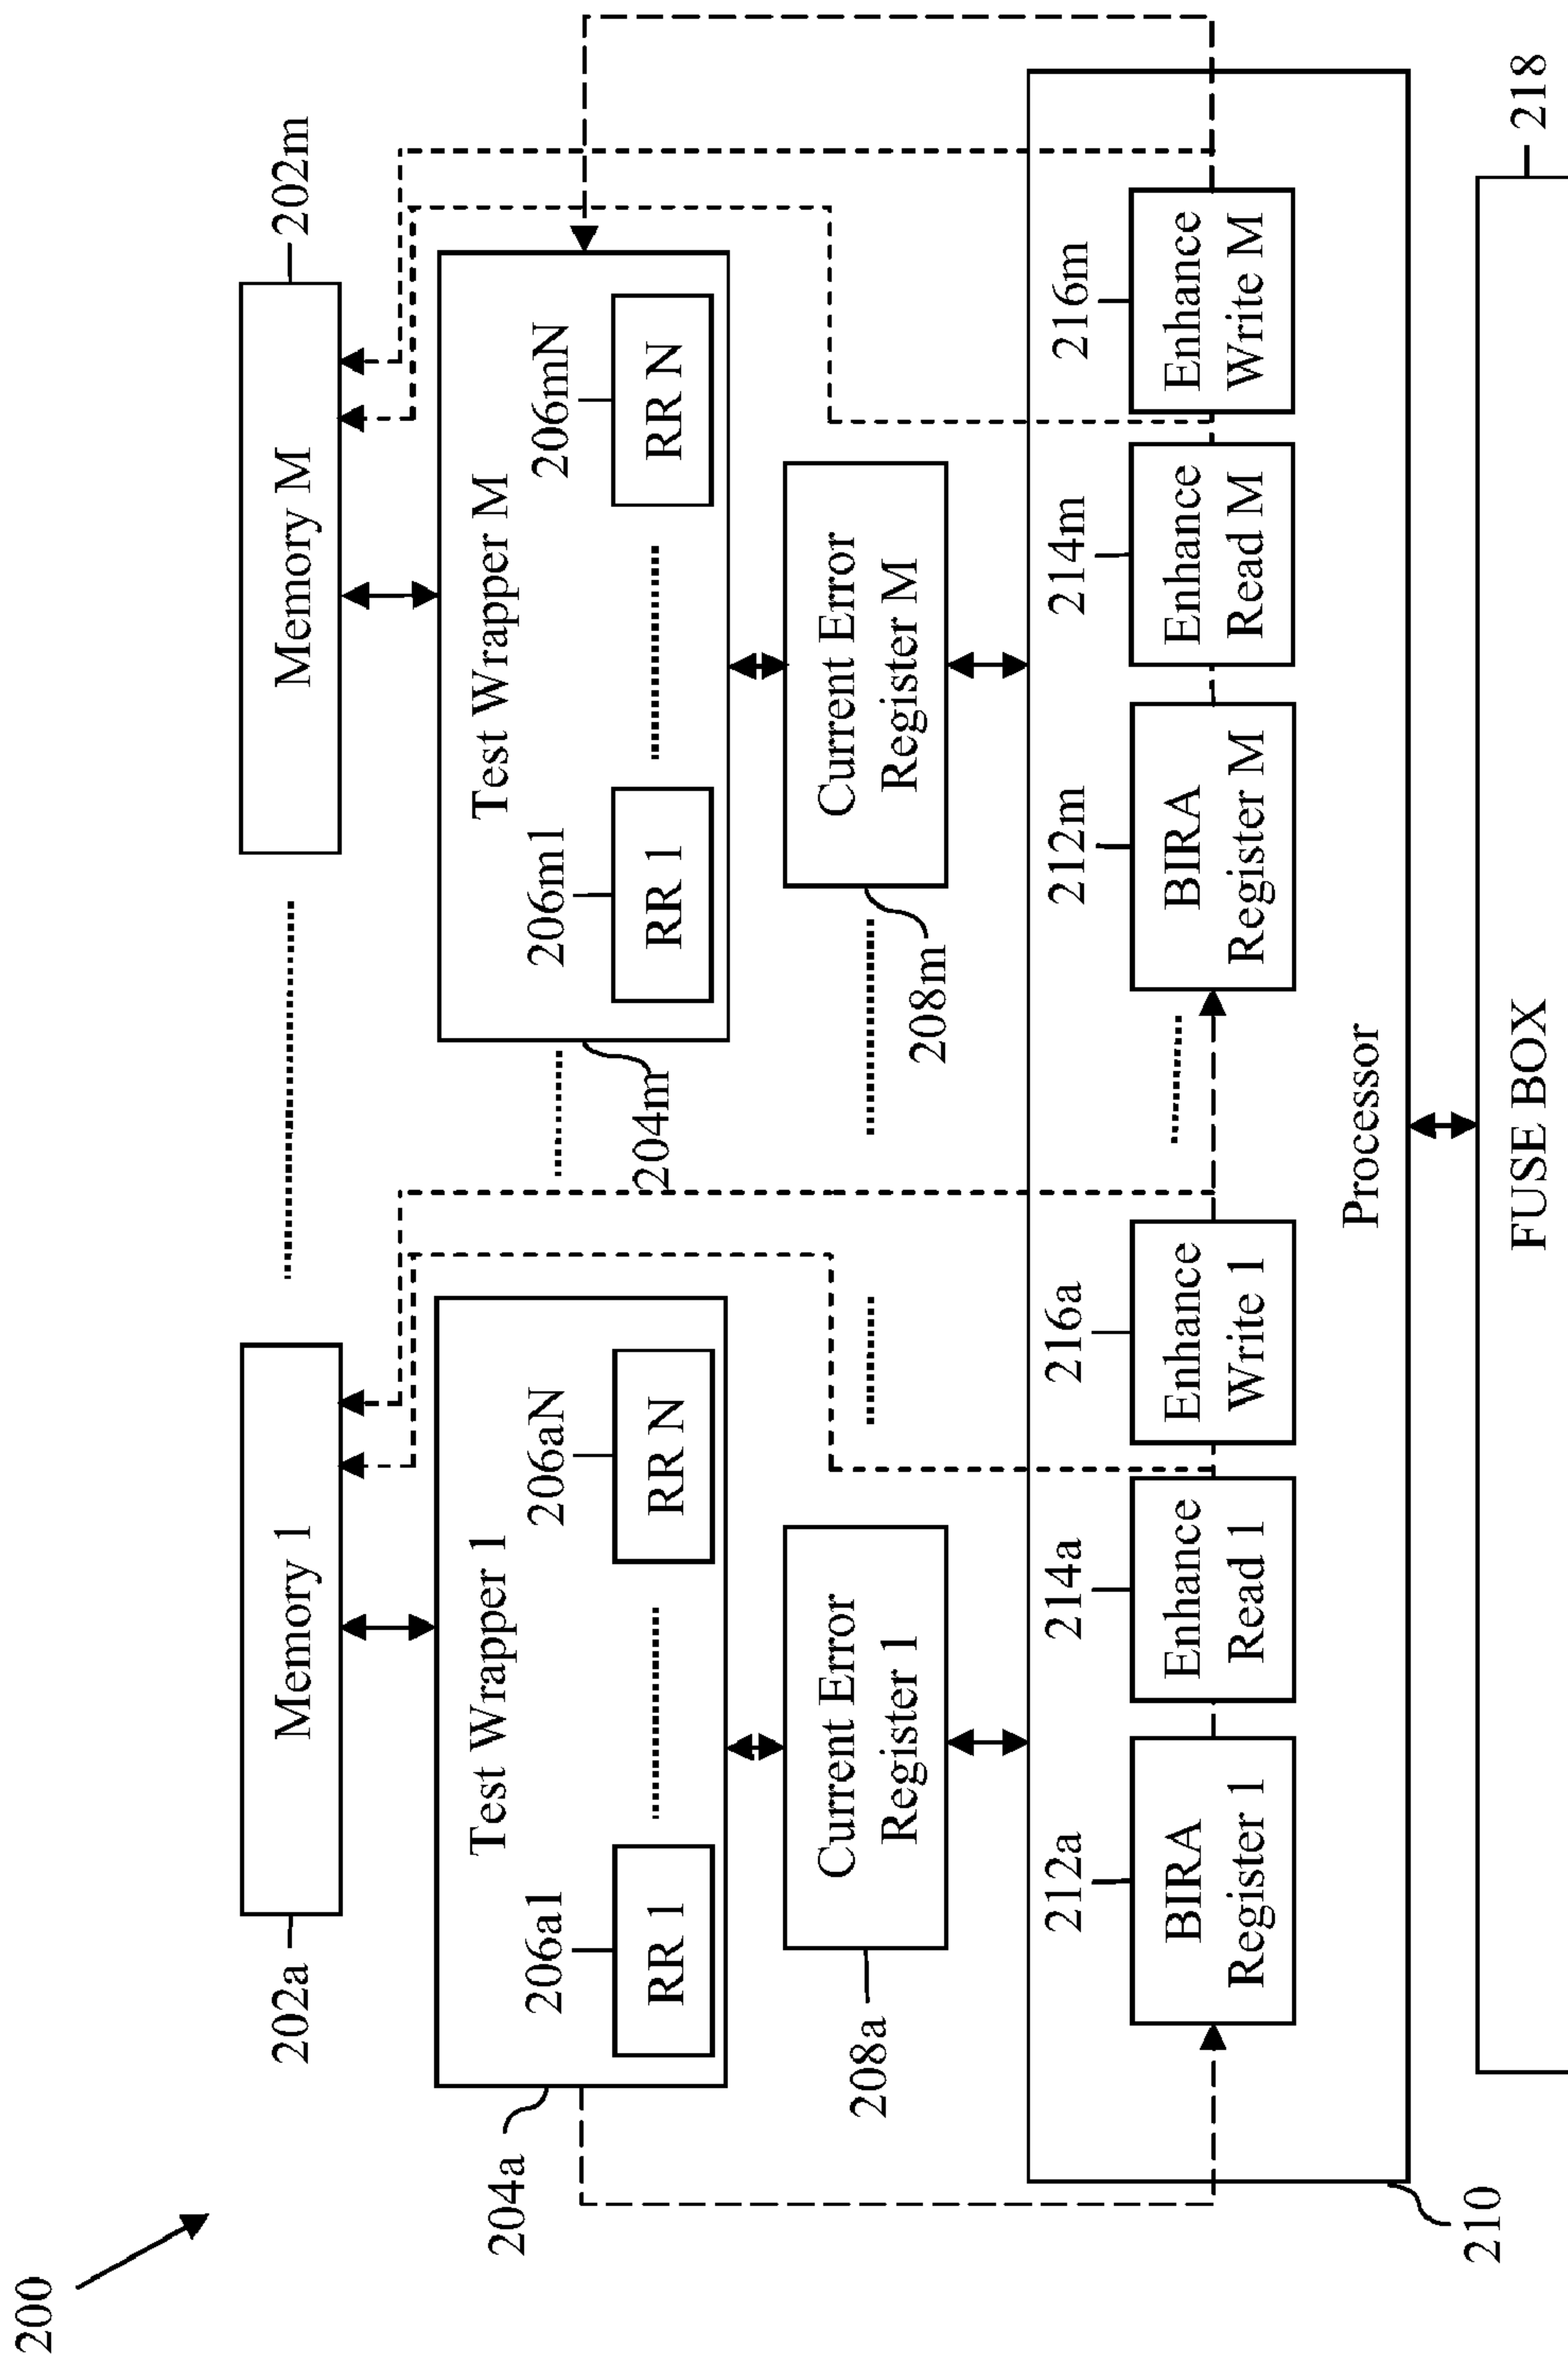 200
202a
Memory 1
Memory M
202m
204a
Test Wrapper 1
206a1
RR 1
206aN
RR N
204m
Test Wrapper M
206m1
RR 1
206mN
RR N
208a
Current Error
Register 1
208m
Current Error
Register M
212a
BIRA
Register 1
214a
Enhance
Read 1
216a
Enhance
Write 1
212m
BIRA
Register M
214m
Enhance
Read M
216m
Enhance
Write M
Processor
210
FUSE BOX
218